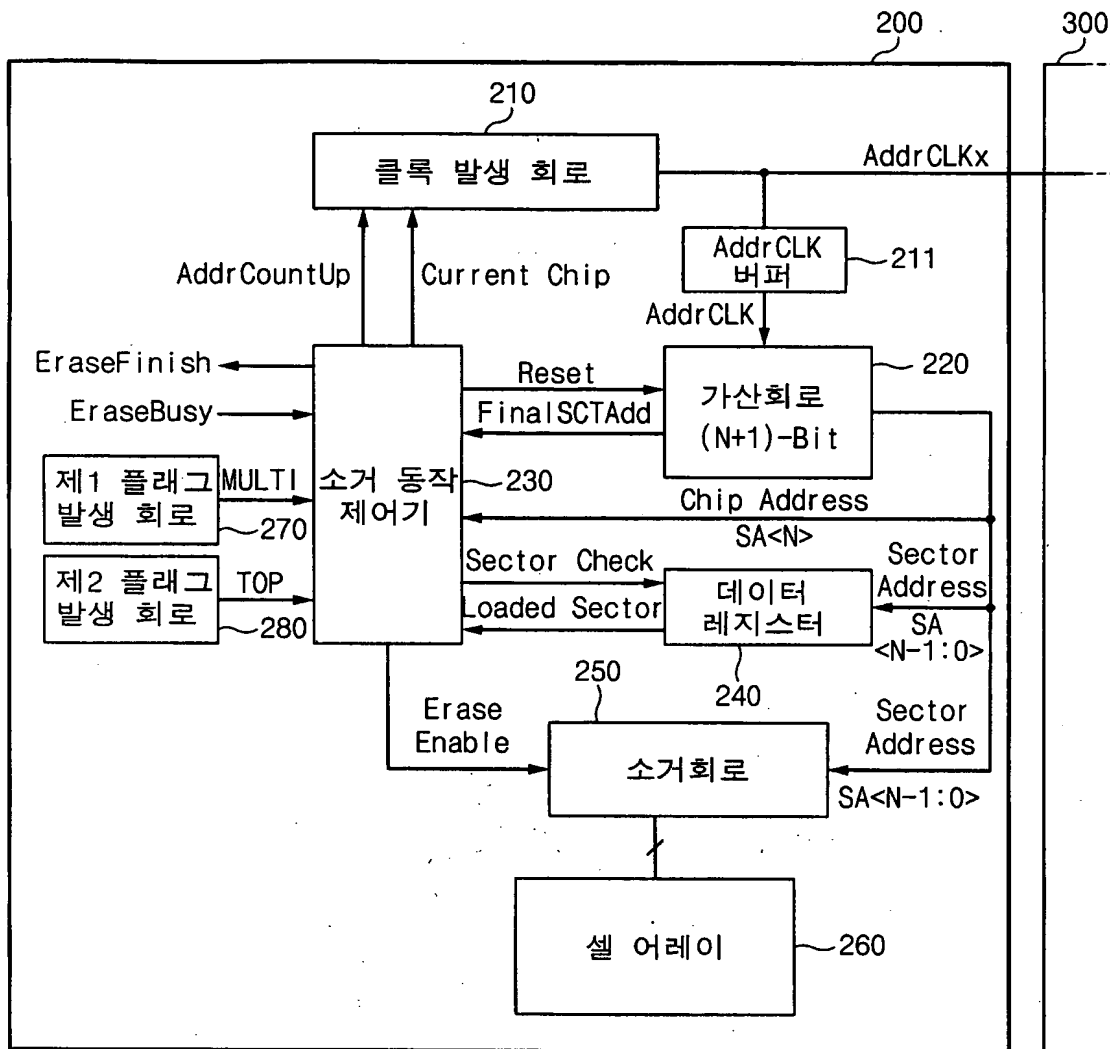 200
300
210
클록 발생 회로
AddrCLKx
AddrCLK
버퍼
211
AddrCountUp
Current Chip
AddrCLK
EraseFinish
EraseBusy
Reset
FinalSCTAdd
가산회로
(N+1)-Bit
220
제1 플래그
발생 회로
MULTI
270
소거 동작
제어기
230
Chip Address
SA<N>
제2 플래그
발생 회로
TOP
280
Sector Check
Loaded Sector
데이터
레지스터
240
Sector
Address
SA
<N-1:0>
Erase
Enable
250
소거회로
Sector
Address
SA<N-1:0>
셀 어레이
260